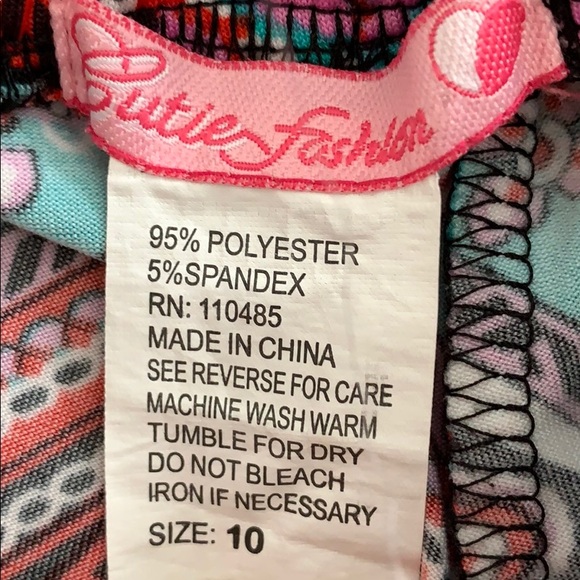 Cutie Fashion
95% POLYESTER
5%SPANDEX
RN: 110485
MADE IN CHINA
SEE REVERSE FOR CARE
MACHINE WASH WARM
TUMBLE FOR DRY
DO NOT BLEACH
IRON IF NECESSARY
SIZE: 10